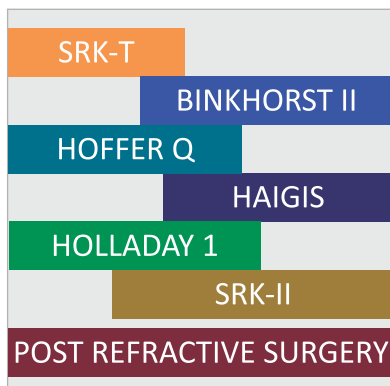 SRK-T
BINKHORST II
HOFFER Q
HAIGIS
HOLLADAY 1
SRK-II
POST REFRACTIVE SURGERY